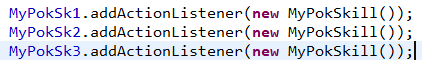 MyPokSk1.addActionListener(new MyPokSkill());
MyPokSk2.addActionListener(new MyPokSkill());
MyPokSk3.addActionListener(new MyPokSkill());